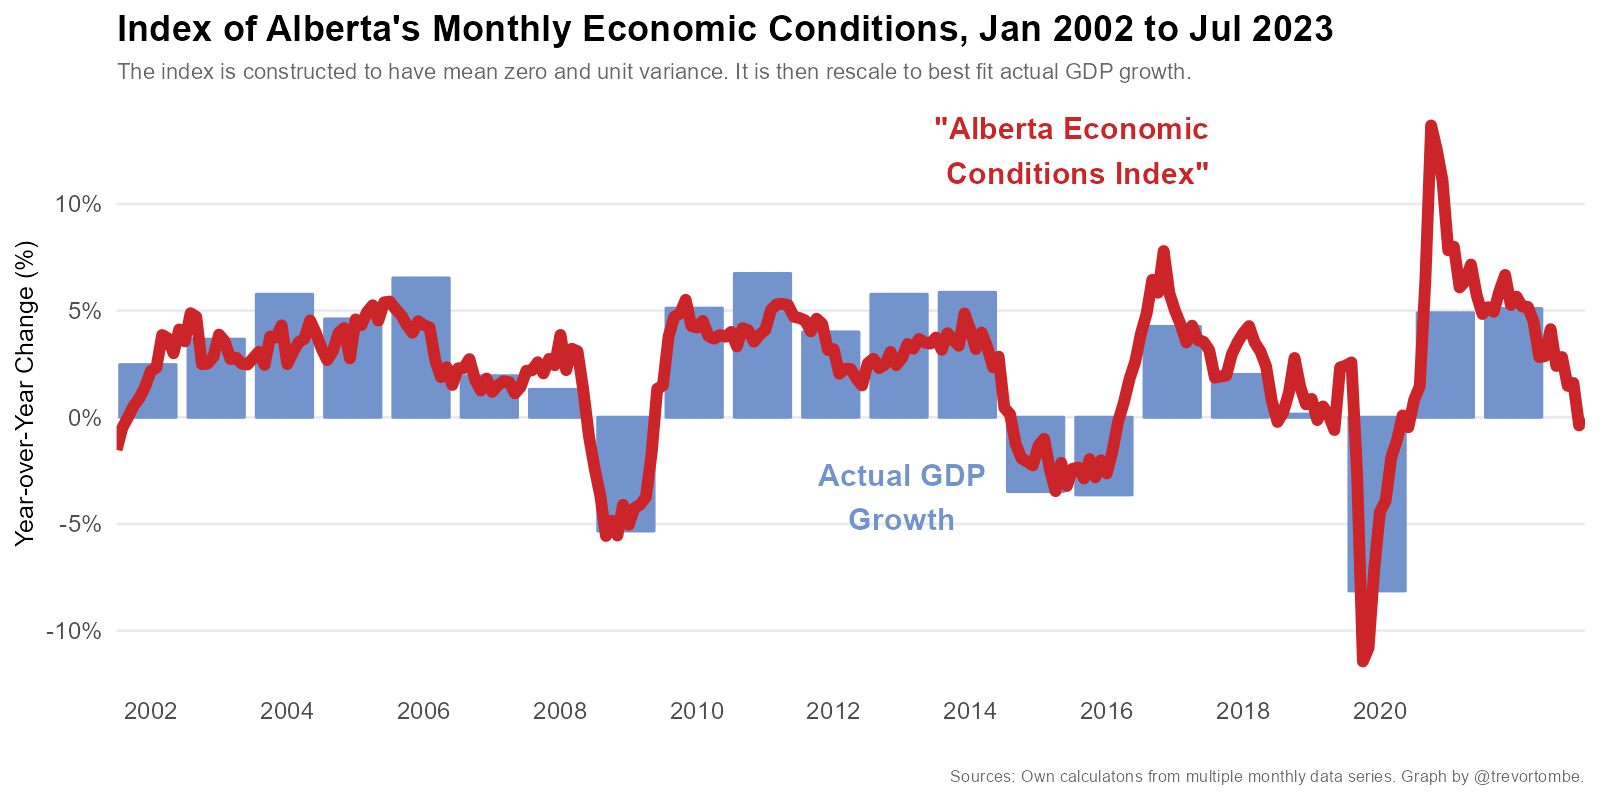 Index of Alberta's Monthly Economic Conditions, Jan 2002 to Jul 2023
The index is constructed to have mean zero and unit variance. It is then rescale to best fit actual GDP growth.
"Alberta Economic
Conditions Index"
Year-over-Year Change (%)
10%
5%
0%
-5%
-10%
Actual GDP
Growth
2002 2004 2006 2008 2010 2012 2014 2016 2018 2020
Sources: Own calculatons from multiple monthly data series. Graph by @trevortombe.